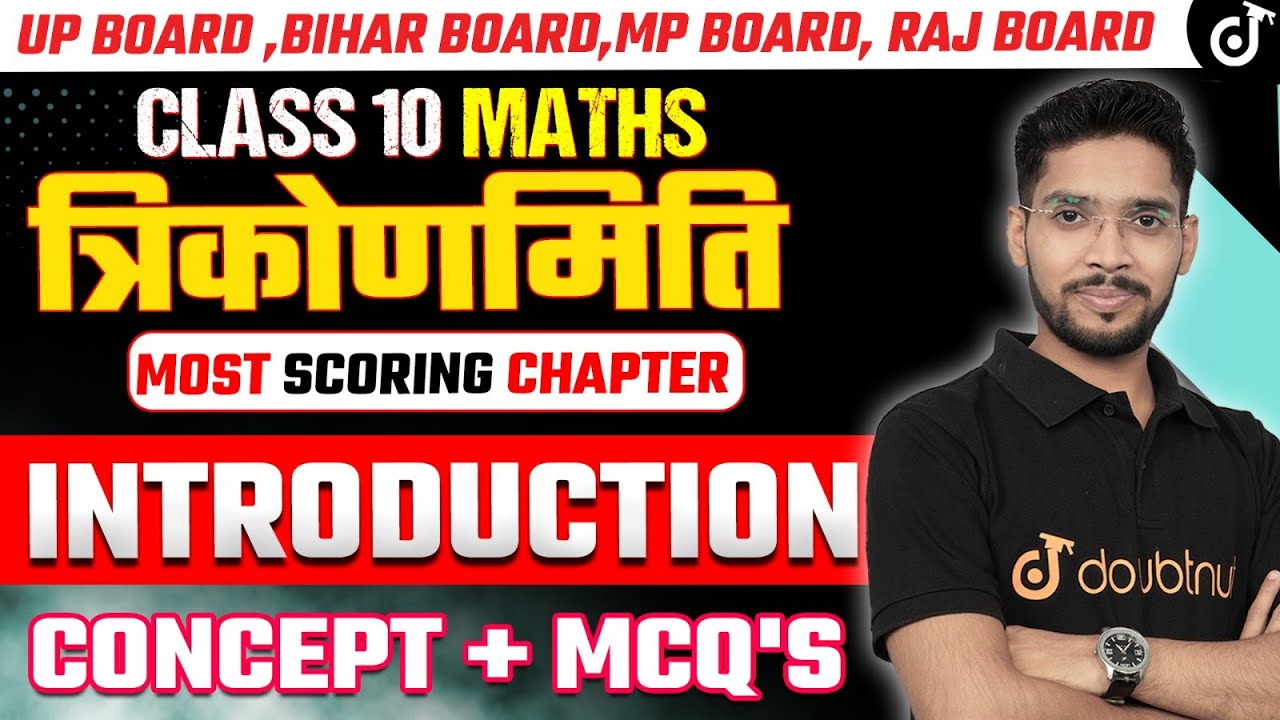 UP BOARD ,BIHAR BOARD,MP BOARD, RAJ BOARD
CLASS 10 MATHS
त्रिकोणमिति
MOST SCORING CHAPTER
INTRODUCTION
doubtnut
CONCEPT + MCQ'S